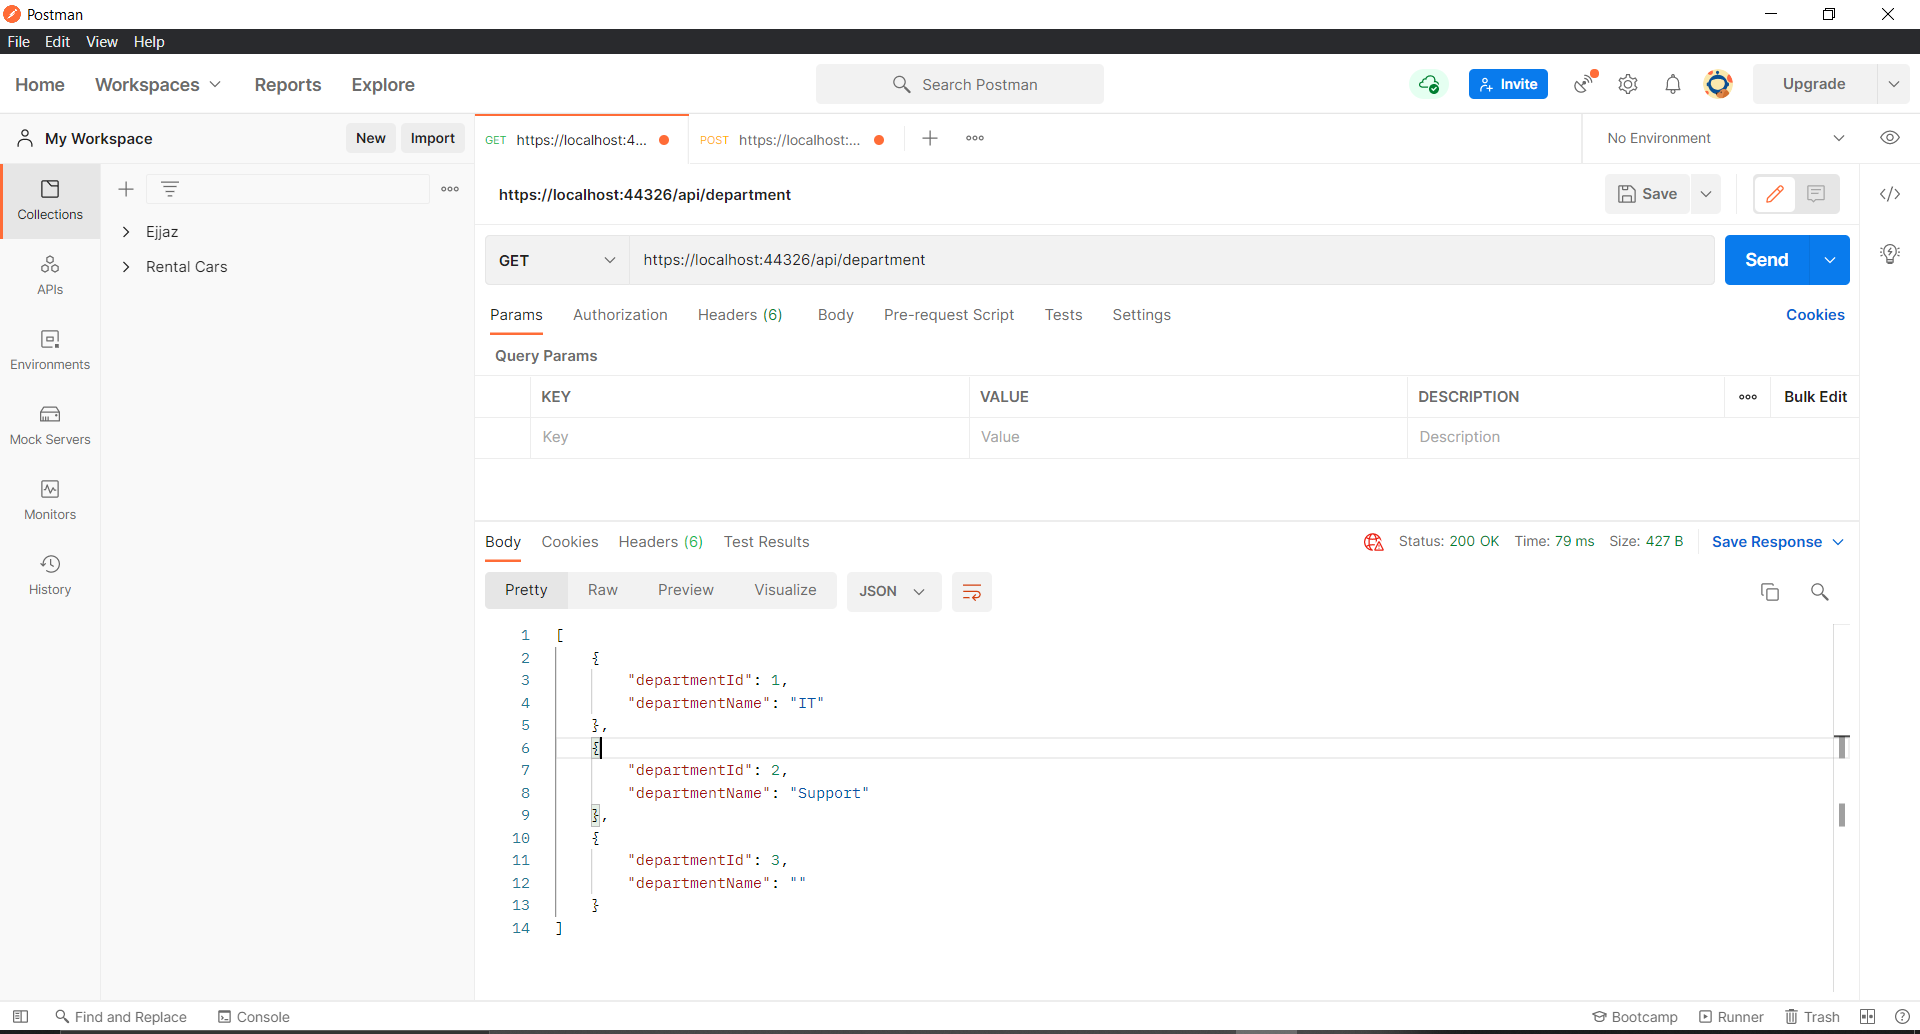 Postman
File Edit View Help
Home Workspaces Reports Explore
Search Postman
Invite
Upgrade
My Workspace
New Import
GET https://localhost:4...
POST https://localhost:...
No Environment
Collections
APIs
Environments
Mock Servers
Monitors
History
Ejjaz
Rental Cars
https://localhost:44326/api/department
Save
GET https://localhost:44326/api/department
Send
Params Authorization Headers (6) Body Pre-request Script Tests Settings
Cookies
Query Params
KEY VALUE DESCRIPTION Bulk Edit
Key Value Description
Body Cookies Headers (6) Test Results
Status: 200 OK Time: 79 ms Size: 427 B Save Response
Pretty Raw Preview Visualize JSON
1 [
2 {
3 "departmentId": 1,
4 "departmentName": "IT"
5 },
6 {
7 "departmentId": 2,
8 "departmentName": "Support"
9 },
10 {
11 "departmentId": 3,
12 "departmentName": ""
13 }
14 ]
Find and Replace Console
Bootcamp Runner Trash